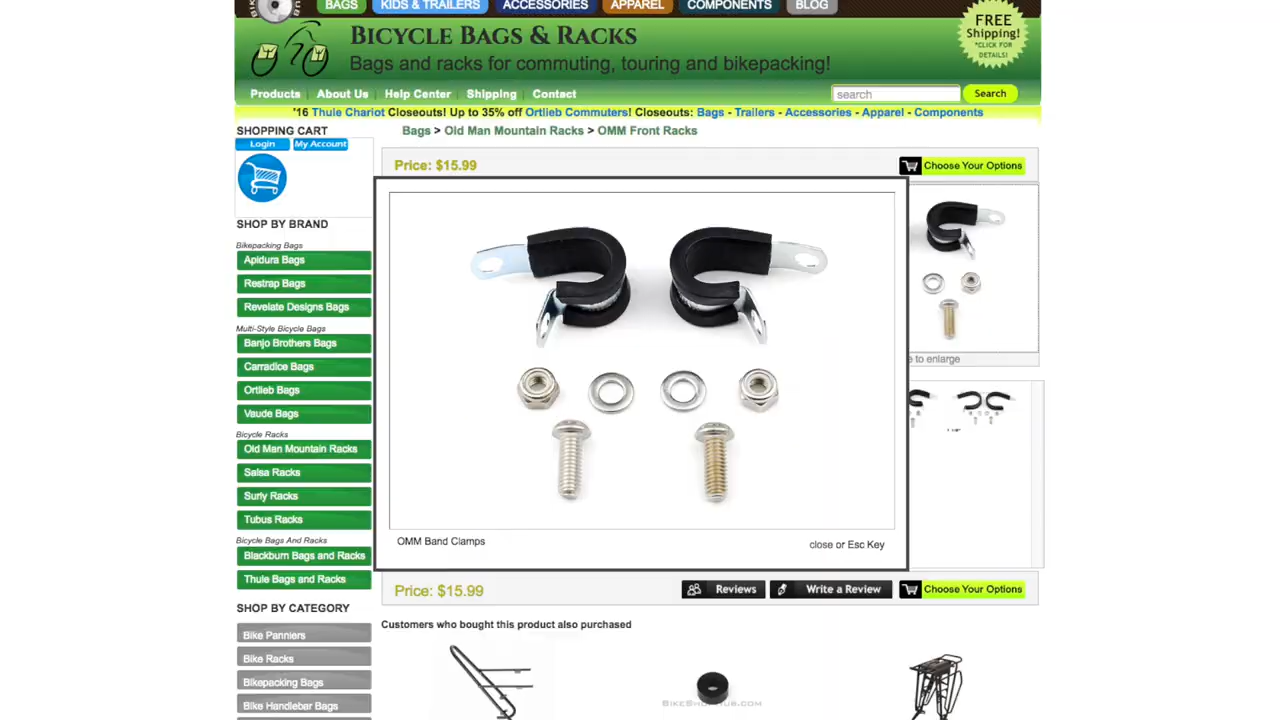 BAGS
KIDS & TRAILERS
ACCESSORIES
APPAREL
COMPONENTS
BLOG
BICYCLE BAGS & RACKS
Bags and racks for commuting, touring and bikepacking!
FREE
Shipping!
*CLICK FOR
DETAILS!
Products
About Us
Help Center
Shipping
Contact
search
Search
'16 Thule Chariot Closeouts! Up to 35% off Ortlieb Commuters! Closeouts: Bags - Trailers - Accessories - Apparel - Components
SHOPPING CART
Login
My Account
Bags > Old Man Mountain Racks > OMM Front Racks
Price: $15.99
Choose Your Options
SHOP BY BRAND
Bikepacking Bags
Apidura Bags
Restrap Bags
Revelate Designs Bags
Multi-Style Bicycle Bags
Banjo Brothers Bags
Carradice Bags
Ortlieb Bags
Vaude Bags
Bicycle Racks
Old Man Mountain Racks
Salsa Racks
Surly Racks
Tubus Racks
Bicycle Bags And Racks
Blackburn Bags and Racks
Thule Bags and Racks
SHOP BY CATEGORY
Bike Panniers
Bike Racks
Bikepacking Bags
Bike Handlebar Bags
e to enlarge
OMM Band Clamps
close or Esc Key
Price: $15.99
Reviews
Write a Review
Choose Your Options
Customers who bought this product also purchased
BIKESHOPHUB.COM